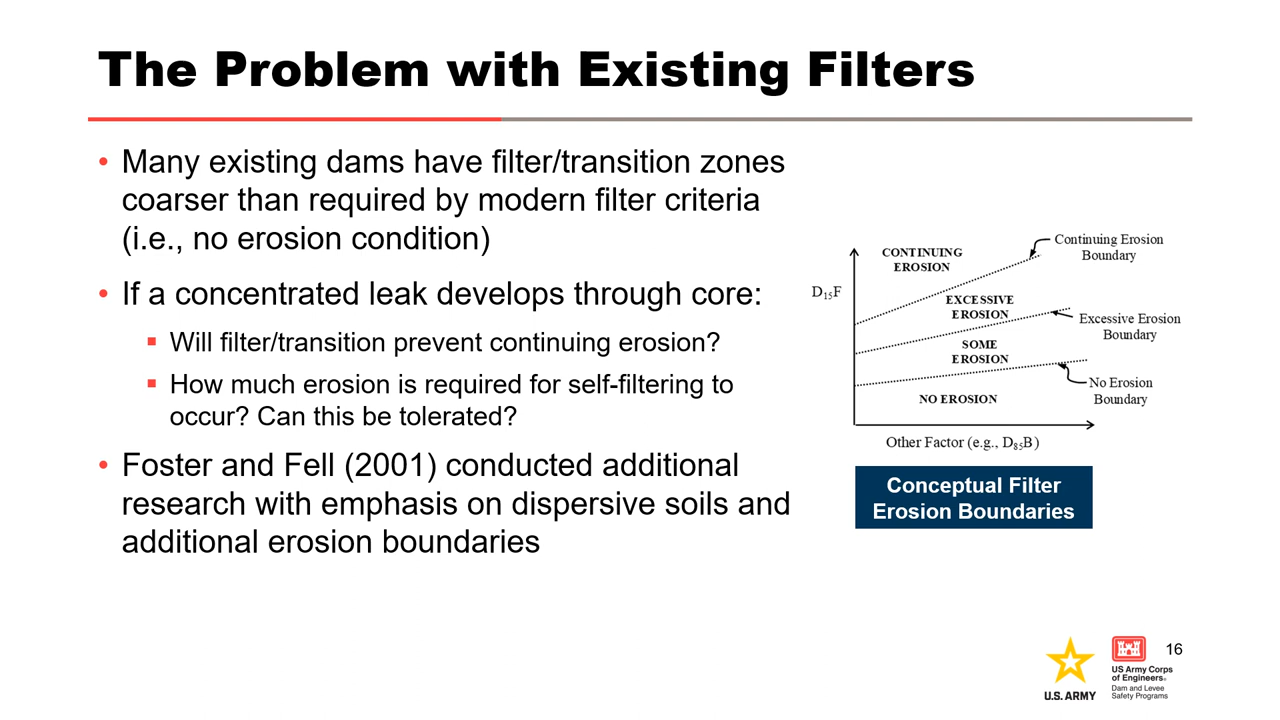 The Problem with Existing Filters
• Many existing dams have filter/transition zones
coarser than required by modern filter criteria
(i.e., no erosion condition)
• If a concentrated leak develops through core:
▪ Will filter/transition prevent continuing erosion?
▪ How much erosion is required for self-filtering to
occur? Can this be tolerated?
• Foster and Fell (2001) conducted additional
research with emphasis on dispersive soils and
additional erosion boundaries
D15F
CONTINUING
EROSION
Continuing Erosion
Boundary
EXCESSIVE
EROSION
Excessive Erosion
Boundary
SOME
EROSION
No Erosion
Boundary
NO EROSION
Other Factor (e.g., D85B)
Conceptual Filter
Erosion Boundaries
U.S. ARMY
US Army Corps
of Engineers®
Dam and Levee
Safety Programs
16